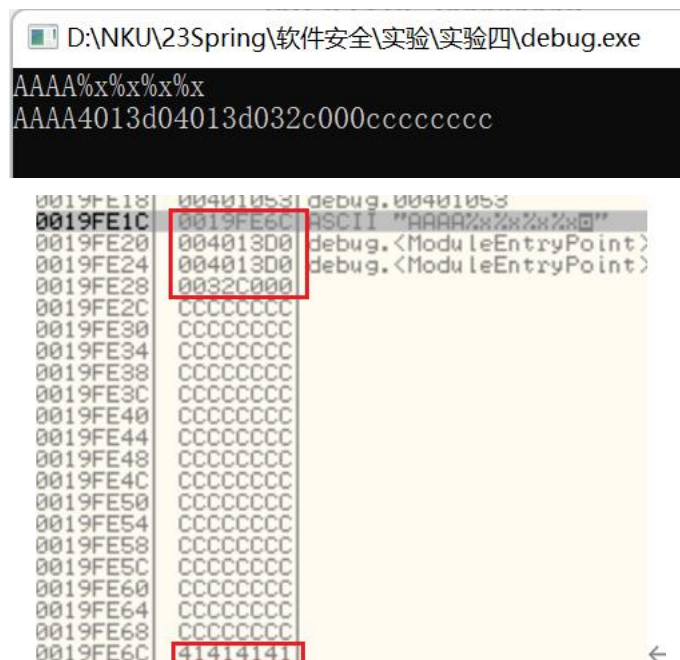 D:\NKU\23Spring\软件安全\实验\实验四\debug.exe
AAAA%x%x%x%x
AAAA4013d04013d032c000cccccccc
0019FE18 00401053 debug.00401053
0019FE1C 0019FE6C ASCII "AAAA%x%x%x%x"
0019FE20 004013D0 debug.<ModuleEntryPoint>
0019FE24 004013D0 debug.<ModuleEntryPoint>
0019FE28 0032C000
0019FE2C CCCCCCCC
0019FE30 CCCCCCCC
0019FE34 CCCCCCCC
0019FE38 CCCCCCCC
0019FE3C CCCCCCCC
0019FE40 CCCCCCCC
0019FE44 CCCCCCCC
0019FE48 CCCCCCCC
0019FE4C CCCCCCCC
0019FE50 CCCCCCCC
0019FE54 CCCCCCCC
0019FE58 CCCCCCCC
0019FE5C CCCCCCCC
0019FE60 CCCCCCCC
0019FE64 CCCCCCCC
0019FE68 CCCCCCCC
0019FE6C 41414141